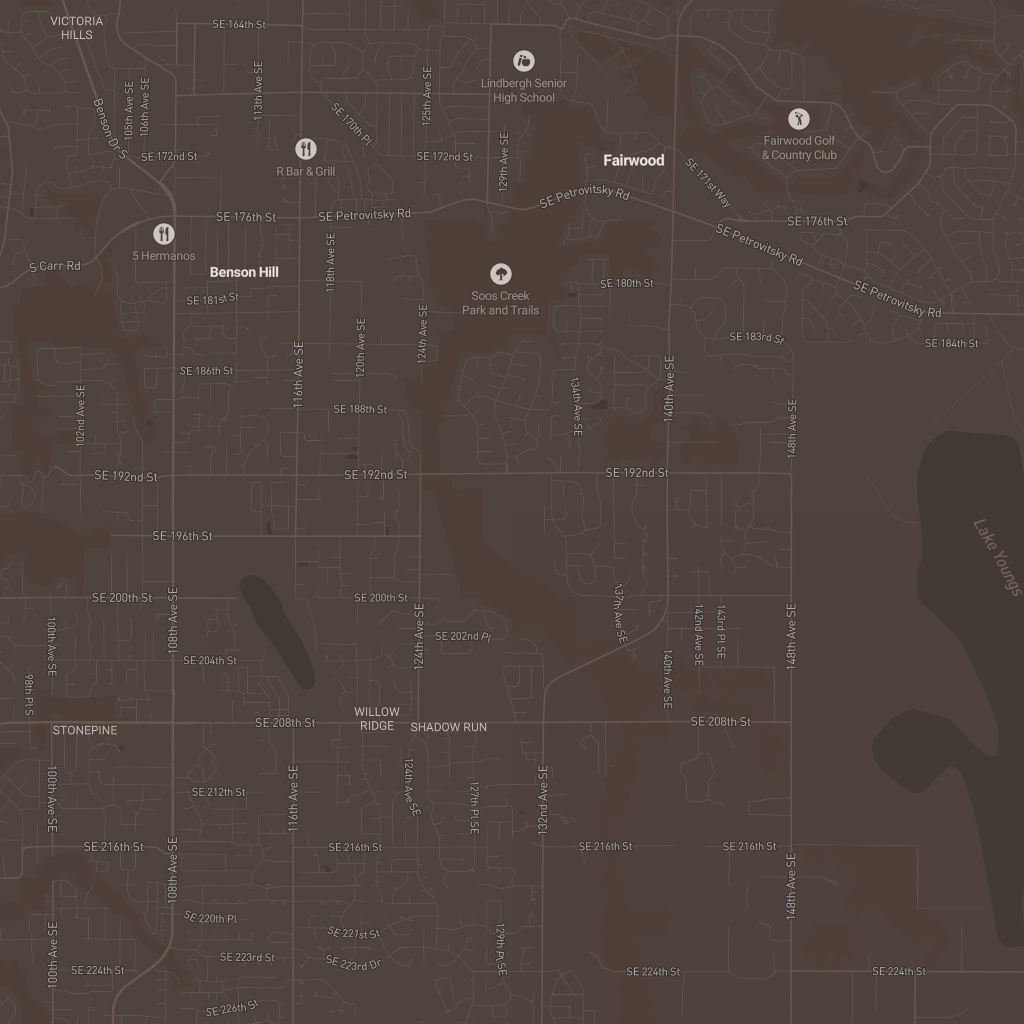 VICTORIA
HILLS
SE 164th St
Lindbergh Senior
High School
113th Ave SE
125th Ave SE
105th Ave SE
106th Ave SE
Benson Dr S
SE 170th Pl
Fairwood Golf
& Country Club
SE 172nd St
R Bar & Grill
SE 172nd St
129th Ave SE
Fairwood
SE 171st Way
SE 176th St
SE Petrovitsky Rd
SE Petrovitsky Rd
SE 176th St
SE Petrovitsky Rd
5 Hermanos
118th Ave SE
S Carr Rd
Benson Hill
Soos Creek
Park and Trails
SE 180th St
SE Petrovitsky Rd
SE 181st St
124th Ave SE
120th Ave SE
SE 183rd St
SE 184th St
SE 186th St
116th Ave SE
140th Ave SE
102nd Ave SE
SE 188th St
134th Ave SE
148th Ave SE
SE 192nd St
SE 192nd St
SE 192nd St
SE 196th St
Lake Youngs
SE 200th St
SE 200th St
108th Ave SE
137th Ave SE
100th Ave SE
124th Ave SE
SE 202nd Pl
142nd Ave SE
143rd Pl SE
148th Ave SE
SE 204th St
98th Pl S
140th Ave SE
WILLOW
RIDGE
SE 208th St
SHADOW RUN
SE 208th St
STONEPINE
100th Ave SE
SE 212th St
116th Ave SE
124th Ave SE
127th Pl SE
132nd Ave SE
SE 216th St
SE 216th St
SE 216th St
SE 216th St
108th Ave SE
148th Ave SE
SE 220th Pl
SE 221st St
100th Ave SE
129th Pl SE
SE 223rd St
SE 223rd Dr
SE 224th St
SE 224th St
SE 224th St
SE 226th St